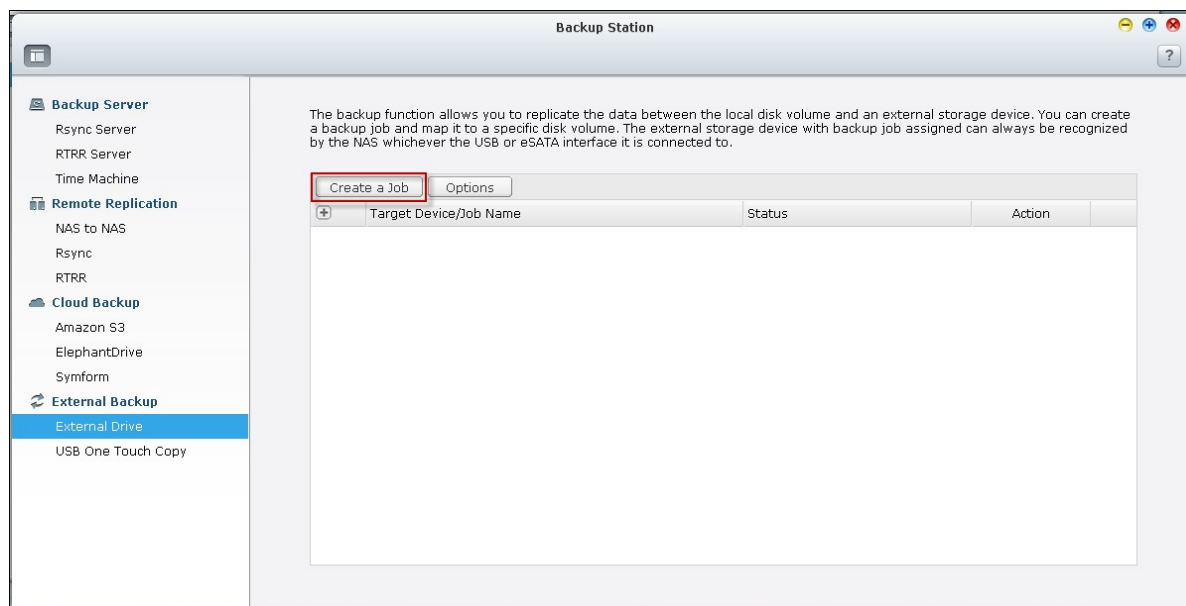 Backup Station
?
Backup Server
Rsync Server
RTRR Server
Time Machine
Remote Replication
NAS to NAS
Rsync
RTRR
Cloud Backup
Amazon S3
ElephantDrive
Symform
External Backup
External Drive
USB One Touch Copy
The backup function allows you to replicate the data between the local disk volume and an external storage device. You can create
a backup job and map it to a specific disk volume. The external storage device with backup job assigned can always be recognized
by the NAS whichever the USB or eSATA interface it is connected to.
Create a Job Options
Target Device/Job Name Status Action